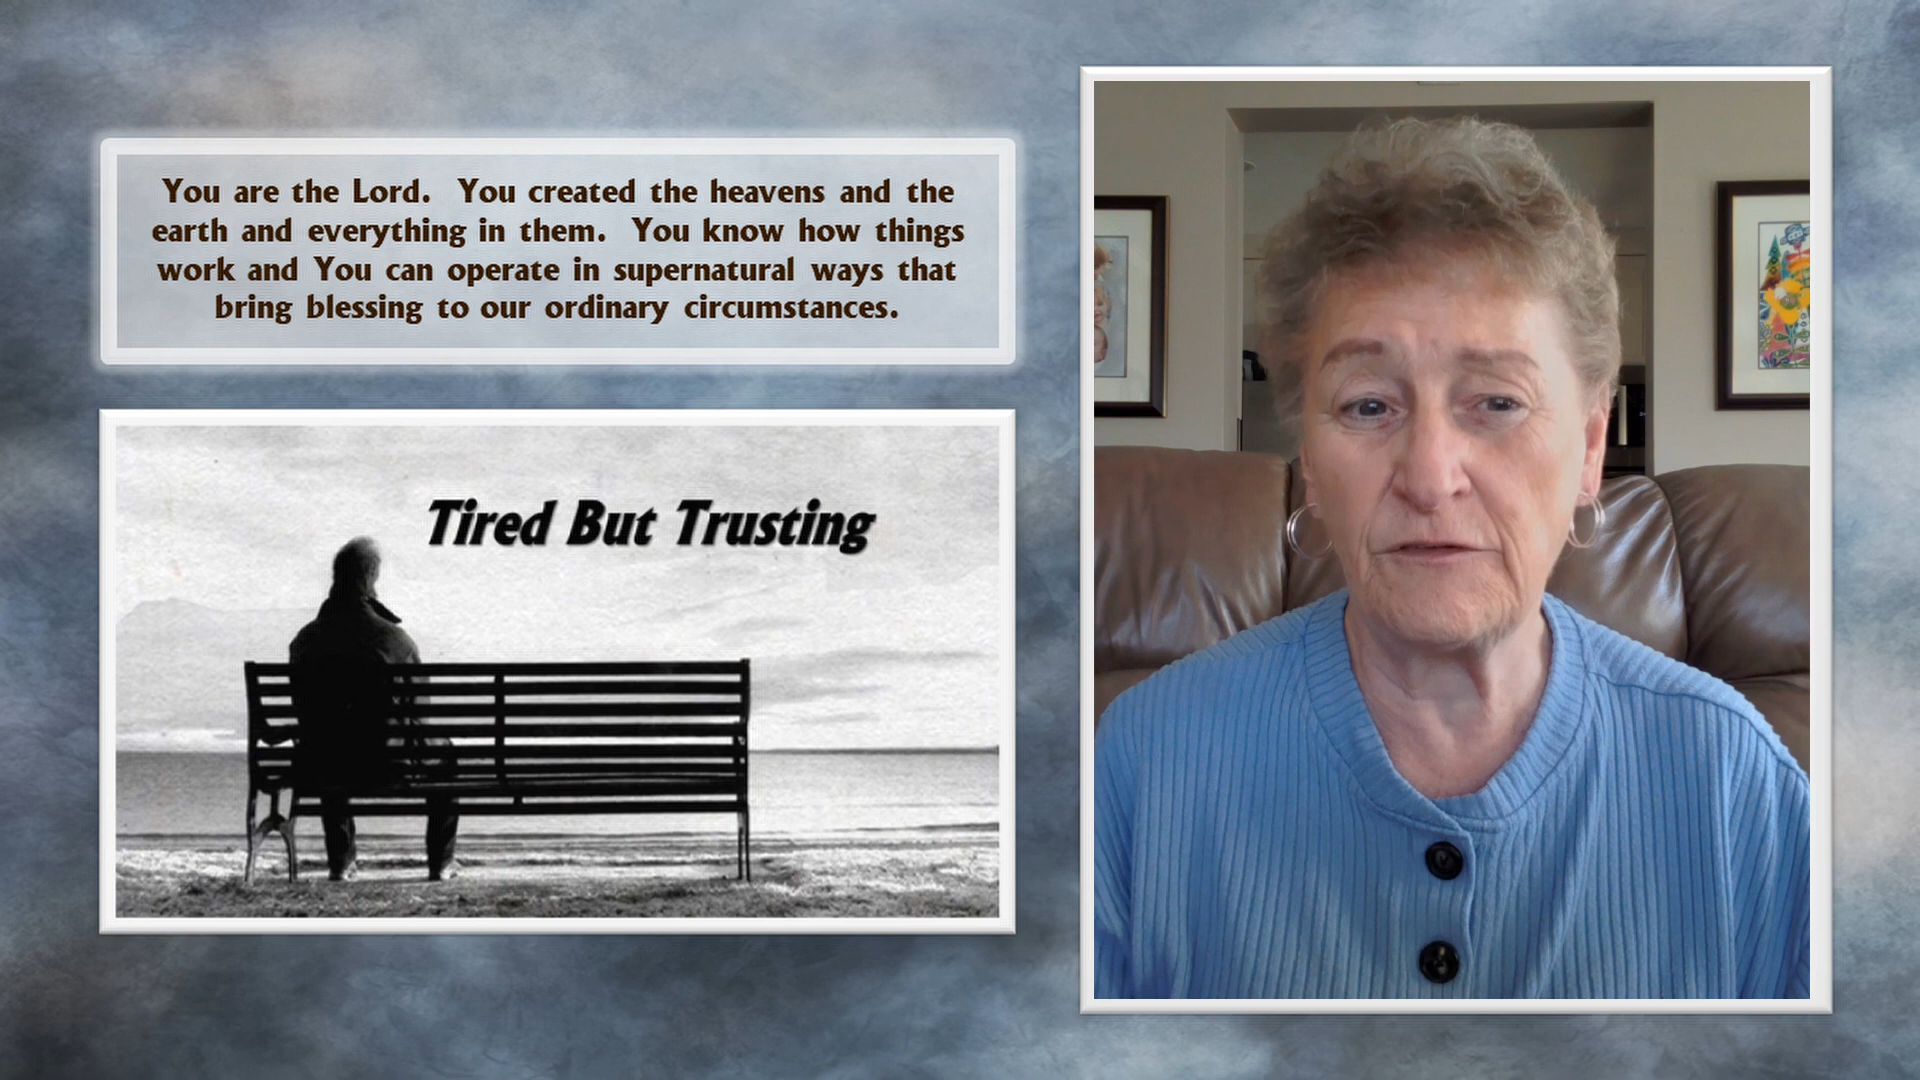 You are the Lord.  You created the heavens and the
earth and everything in them.  You know how things
work and You can operate in supernatural ways that
bring blessing to our ordinary circumstances.
Tired But Trusting